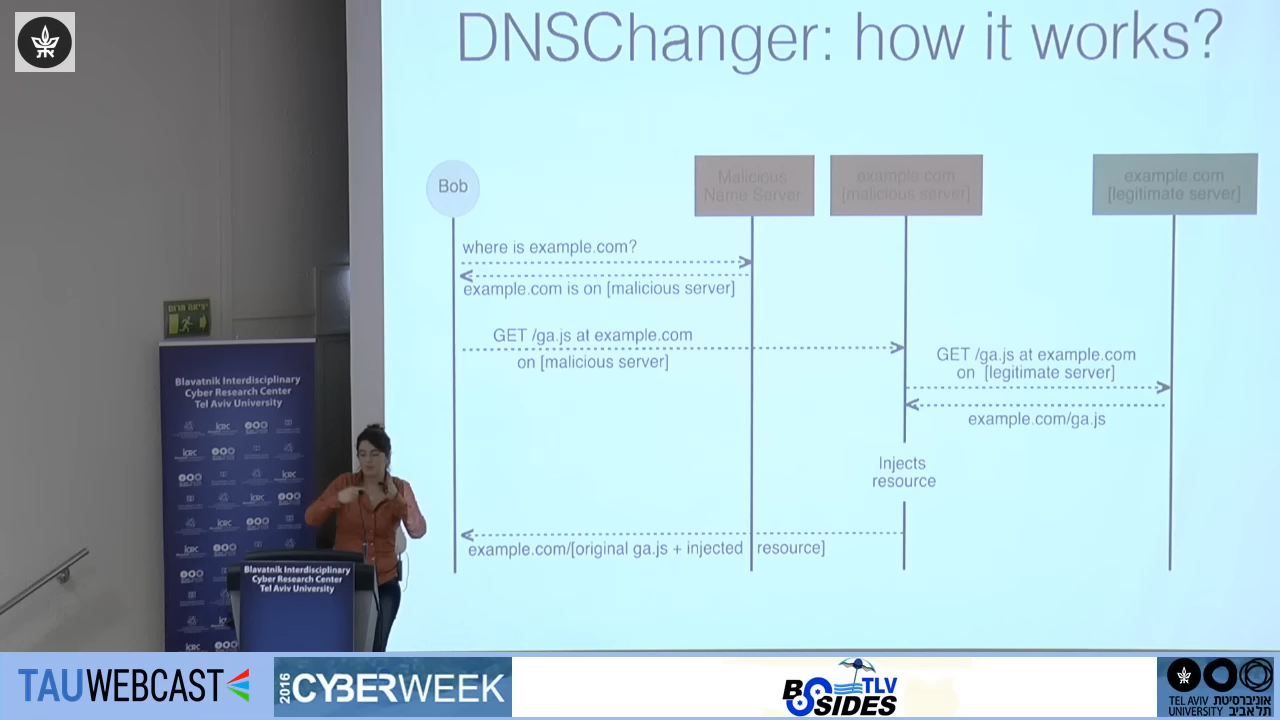 DNSChanger: how it works?
Bob
Malicious
Name Server
example.com
[malicious server]
example.com
[legitimate server]
where is example.com?
example.com is on [malicious server]
GET /ga.js at example.com
on [malicious server]
GET /ga.js at example.com
on [legitimate server]
example.com/ga.js
Injects
resource
example.com/[original ga.js + injected resource]
Blavatnik Interdisciplinary
Cyber Research Center
Tel Aviv University
Blavatnik Interdisciplinary
Cyber Research Center
Tel Aviv University
TAUWEBCAST
2016 CYBERWEEK
BSIDES TLV
TEL AVIV אוניברסיטת
UNIVERSITY תל אביב